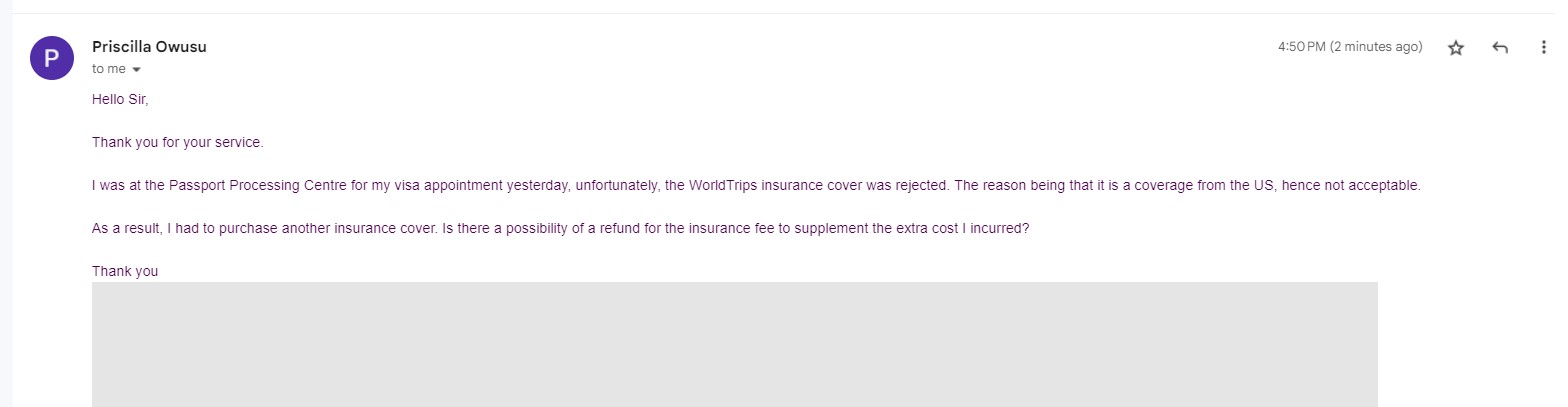 P
Priscilla Owusu
4:50 PM (2 minutes ago)
to me
Hello Sir,
Thank you for your service.
I was at the Passport Processing Centre for my visa appointment yesterday, unfortunately, the WorldTrips insurance cover was rejected. The reason being that it is a coverage from the US, hence not acceptable.
As a result, I had to purchase another insurance cover. Is there a possibility of a refund for the insurance fee to supplement the extra cost I incurred?
Thank you